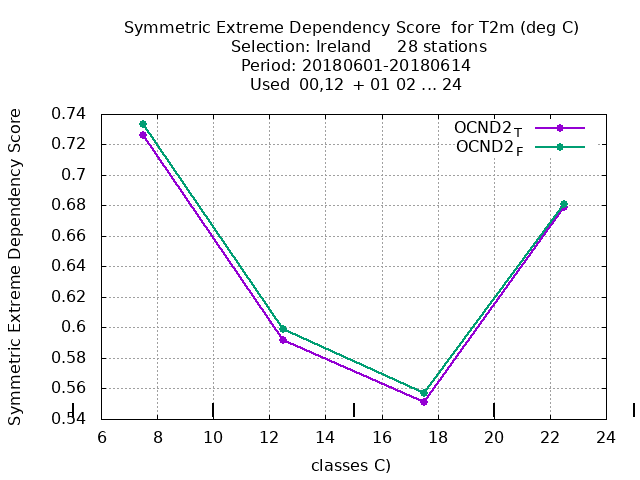 Symmetric Extreme Dependency Score  for T2m (deg C)
Selection: Ireland     28 stations
Period: 20180601-20180614
Used  00,12  + 01 02 ... 24
Symmetric Extreme Dependency Score
0.74
0.72
0.7
0.68
0.66
0.64
0.62
0.6
0.58
0.56
0.54
OCND2T
OCND2F
6 8 10 12 14 16 18 20 22 24
classes C)